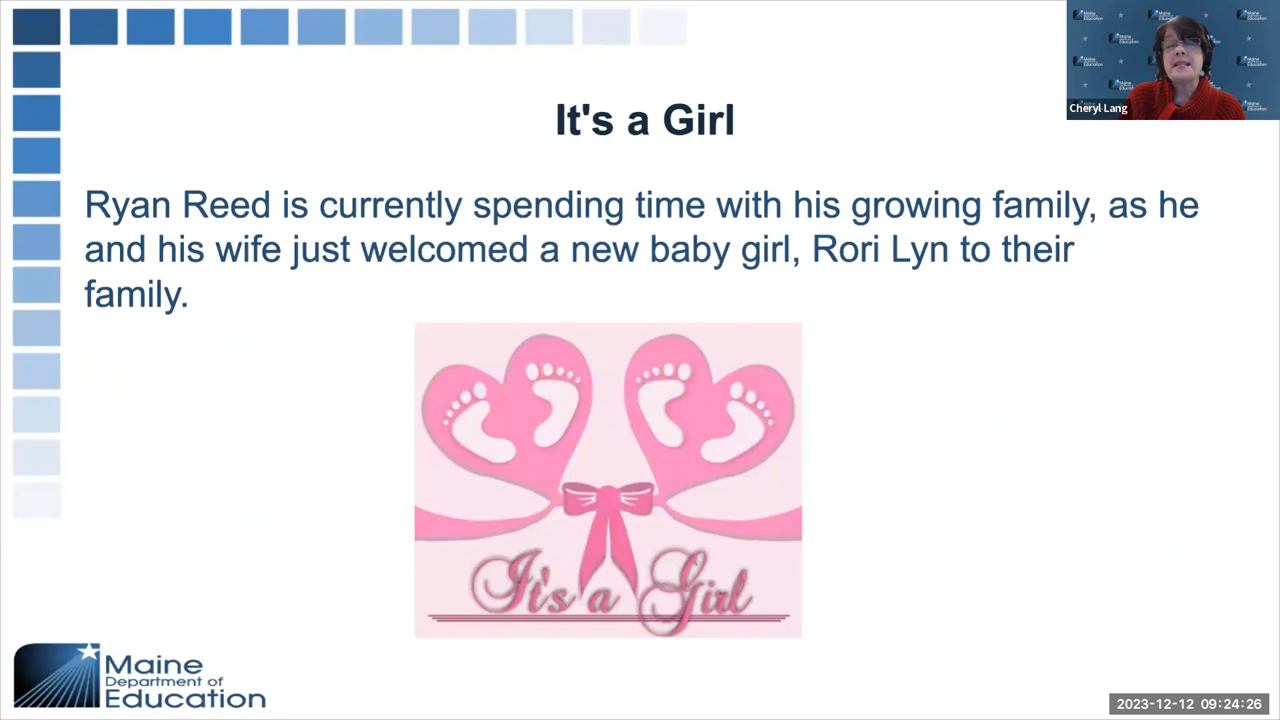 It's a Girl
Cheryl Lang
Ryan Reed is currently spending time with his growing family, as he
and his wife just welcomed a new baby girl, Rori Lyn to their
family.
It's a Girl
Maine
Department of
Education
2023-12-12 09:24:26